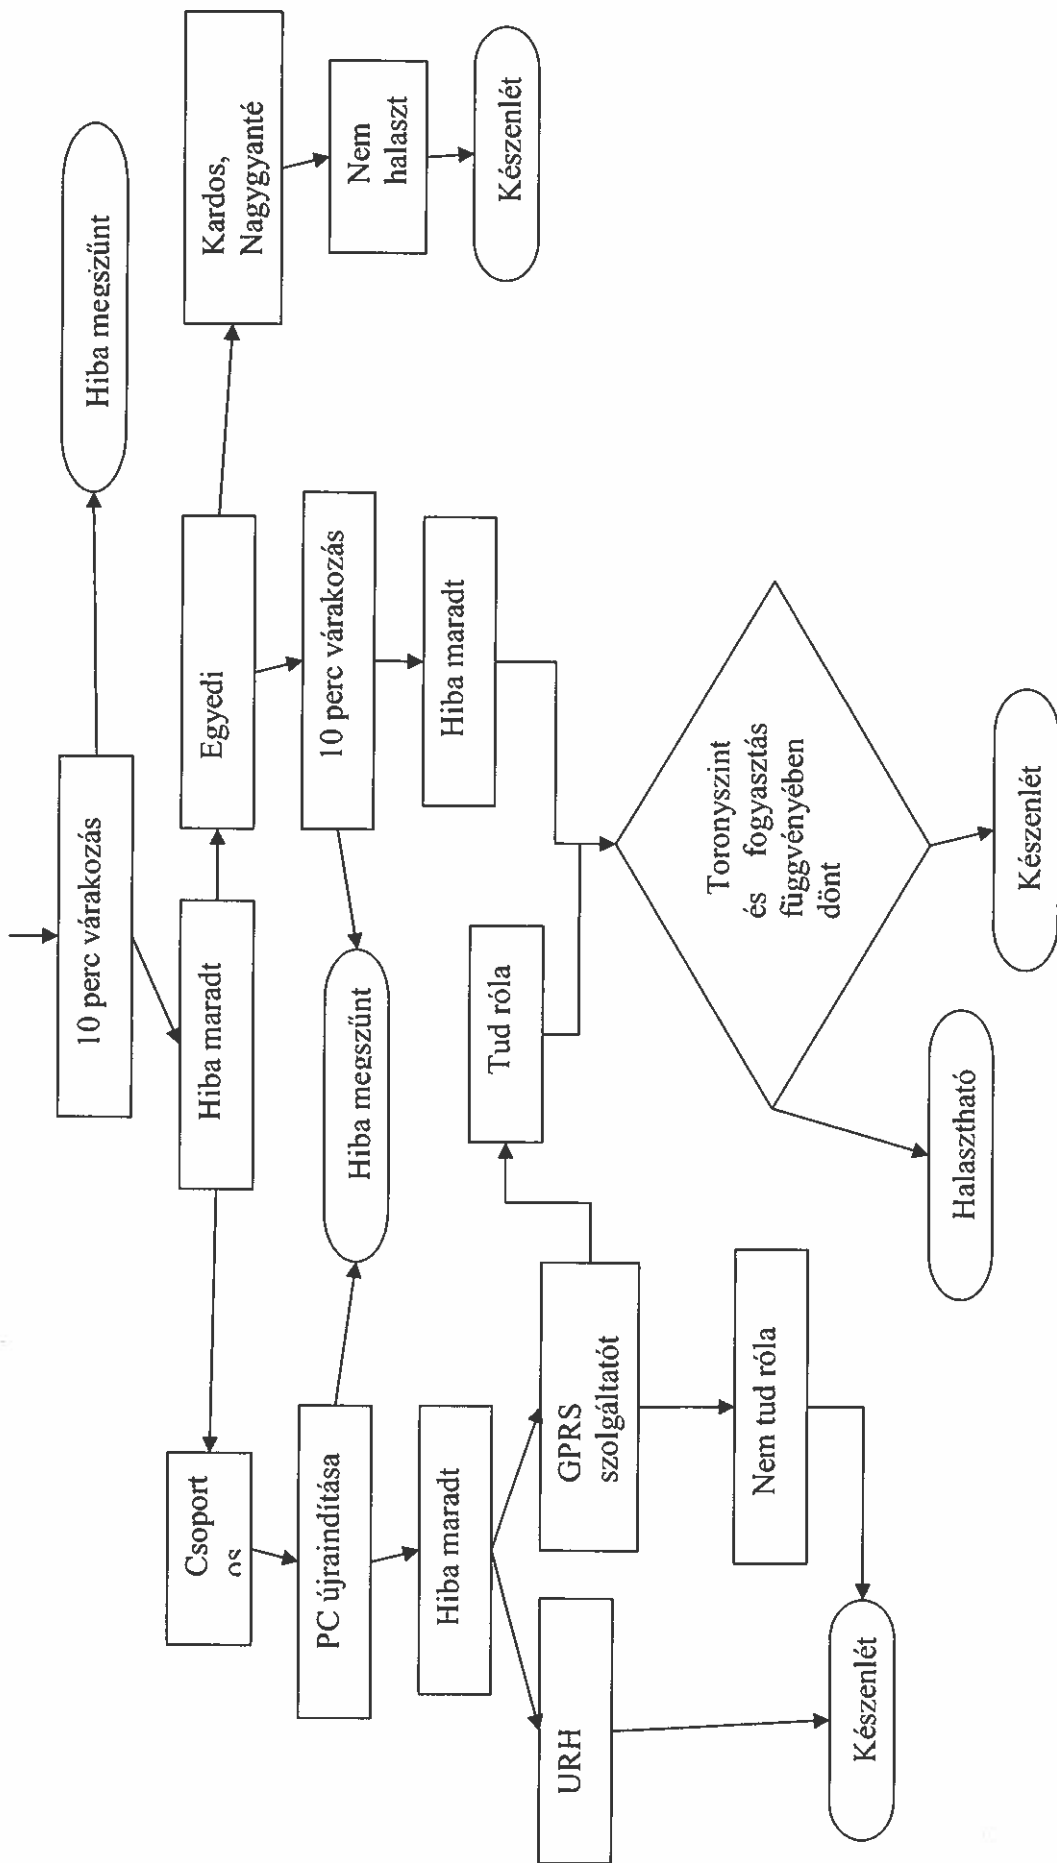 10 perc várakozás
Hiba megszűnt
Csoport
os
Hiba maradt
Egyedi
Kardos,
Nagygyanté
PC újraindítása
Hiba megszűnt
10 perc várakozás
Nem
halaszt
Hiba maradt
Hiba maradt
Készenlét
Tud róla
URH
GPRS
szolgáltatót
Toronyszint
és fogyasztás
függvényében
dönt
Nem tud róla
Készenlét
Halasztható
Készenlét